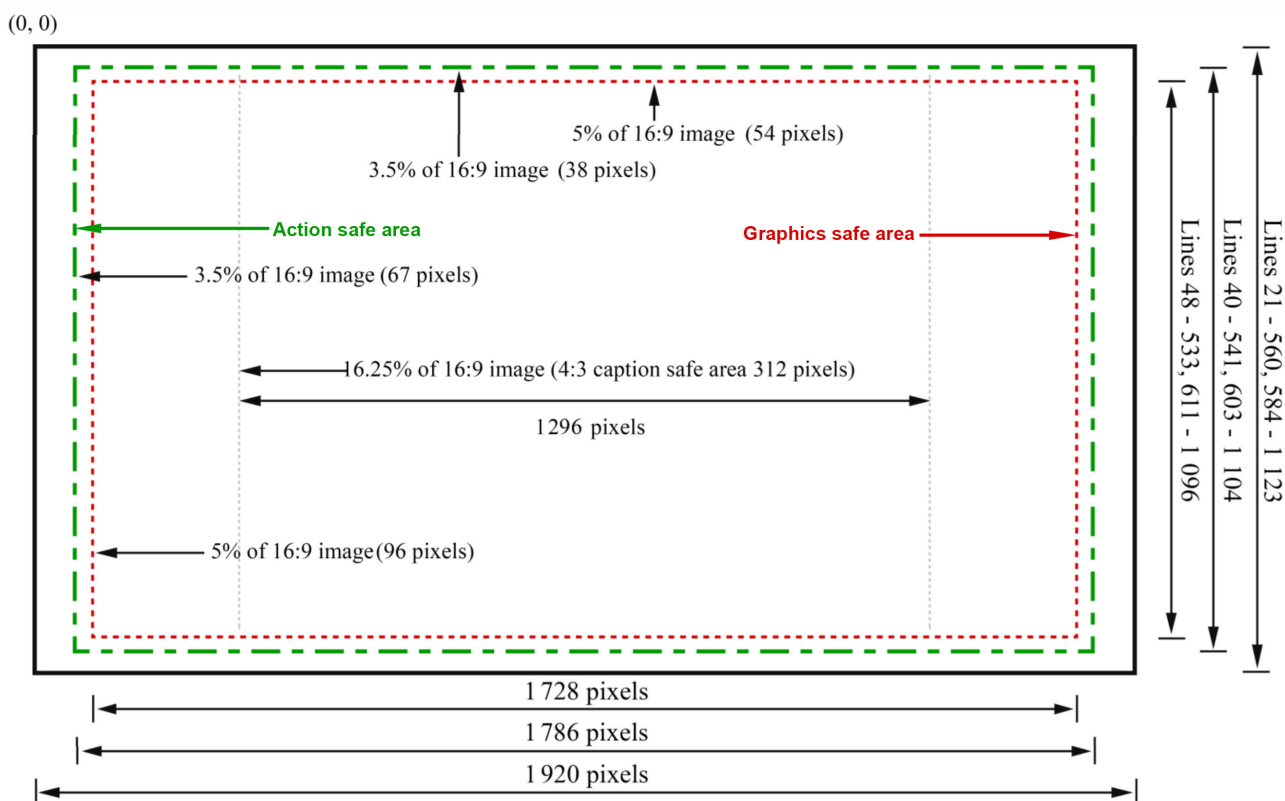 (0, 0)
5% of 16:9 image (54 pixels)
3.5% of 16:9 image (38 pixels)
Action safe area
Graphics safe area
3.5% of 16:9 image (67 pixels)
16.25% of 16:9 image (4:3 caption safe area 312 pixels)
1296 pixels
5% of 16:9 image (96 pixels)
Lines 48 - 533, 611 - 1 096
Lines 40 - 541, 603 - 1 104
Lines 21 - 560, 584 - 1 123
1 728 pixels
1 786 pixels
1 920 pixels